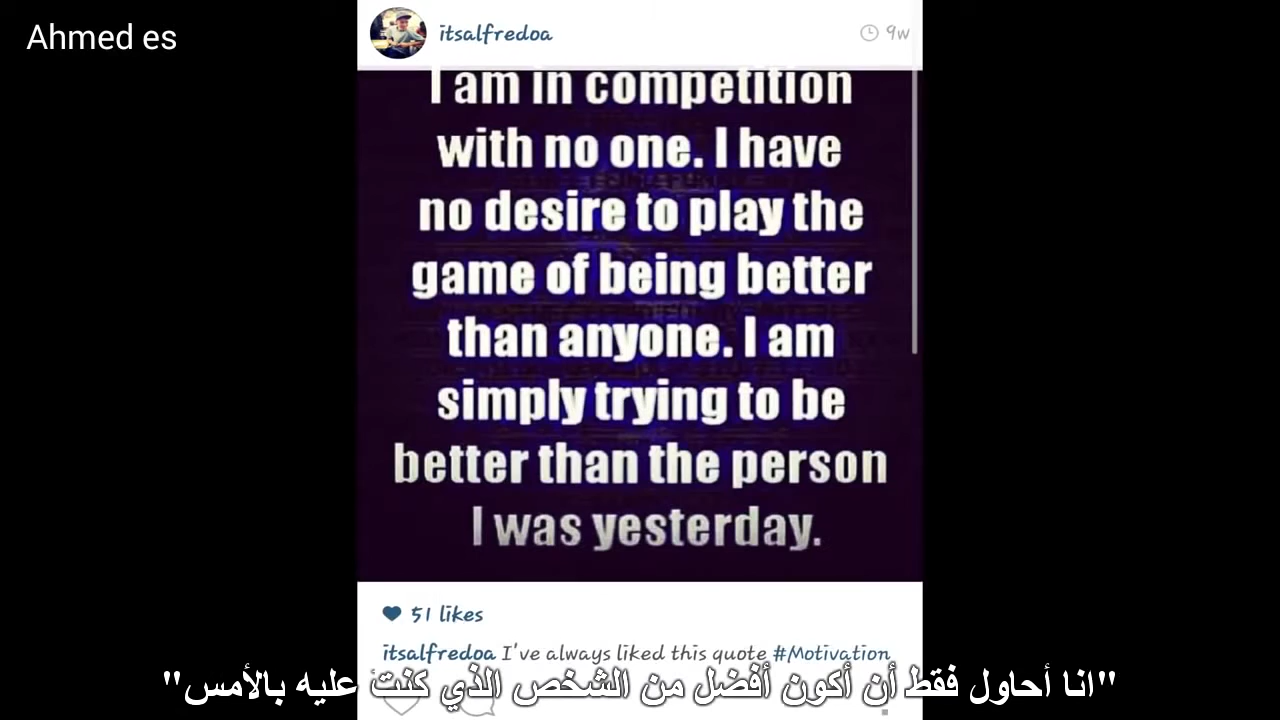 Ahmed es
itsalfredoa
9w
I am in competition
with no one. I have
no desire to play the
game of being better
than anyone. I am
simply trying to be
better than the person
I was yesterday.
51 likes
itsalfredoa I've always liked this quote #Motivation
"انا أحاول فقط أن أكون أفضل من الشخص الذي كنتُ عليه بالأمس"